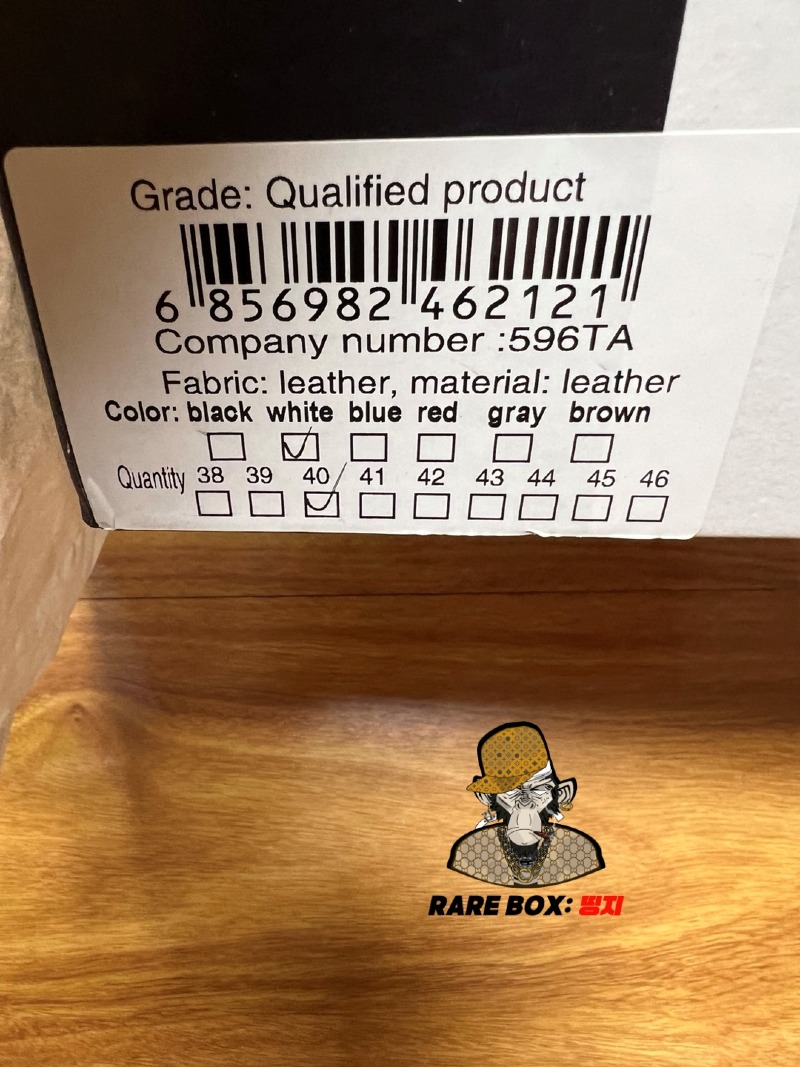 Grade: Qualified product
6 856982 462121
Company number :596TA
Fabric: leather, material: leather
Color: black white blue red gray brown
Quantity 38 39 40 41 42 43 44 45 46
RARE BOX: 띵지